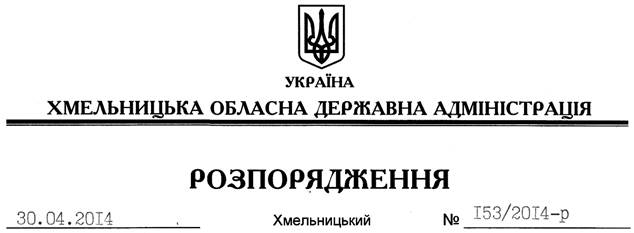 УКРАЇНА
ХМЕЛЬНИЦЬКА ОБЛАСНА ДЕРЖАВНА АДМІНІСТРАЦІЯ
РОЗПОРЯДЖЕННЯ
30.04.2014 Хмельницький № 153/2014-р